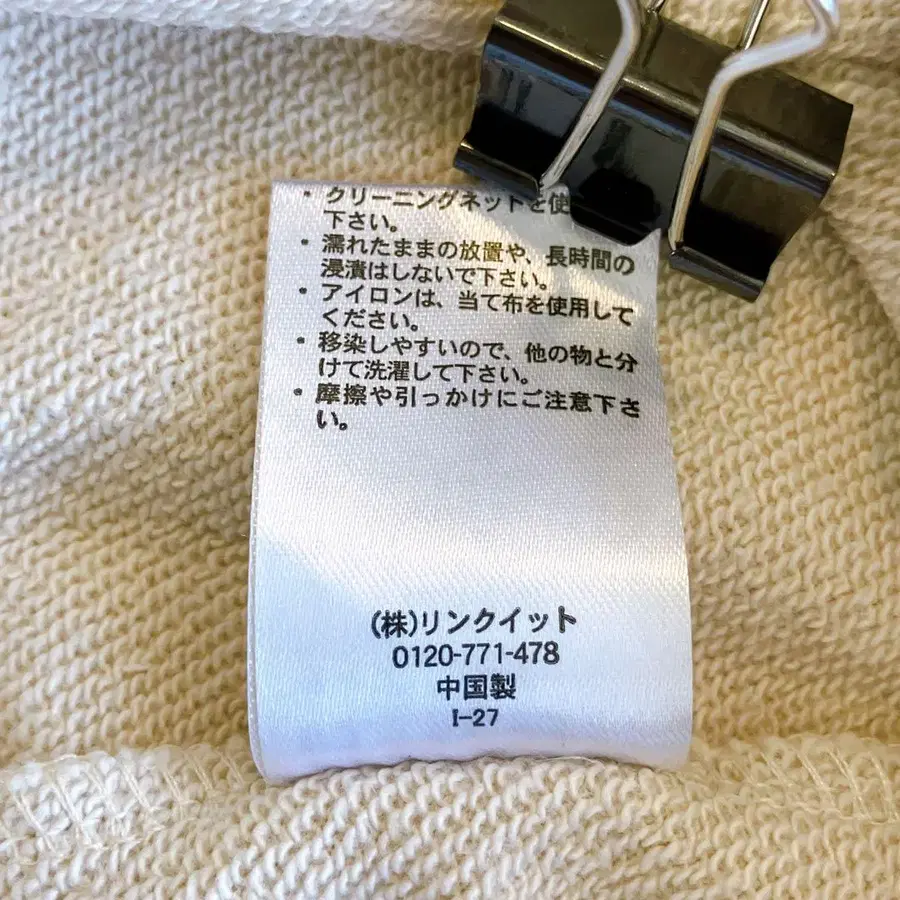 ・クリーニングネットを使
下さい。
・濡れたままの放置や、長時間の
浸漬はしないで下さい。
・アイロンは、当て布を使用して
ください。
・移染しやすいので、他の物と分
けて洗濯して下さい。
・摩擦や引っかけにご注意下さ
い。
(株)リンクイット
0120-771-478
中国製
I-27